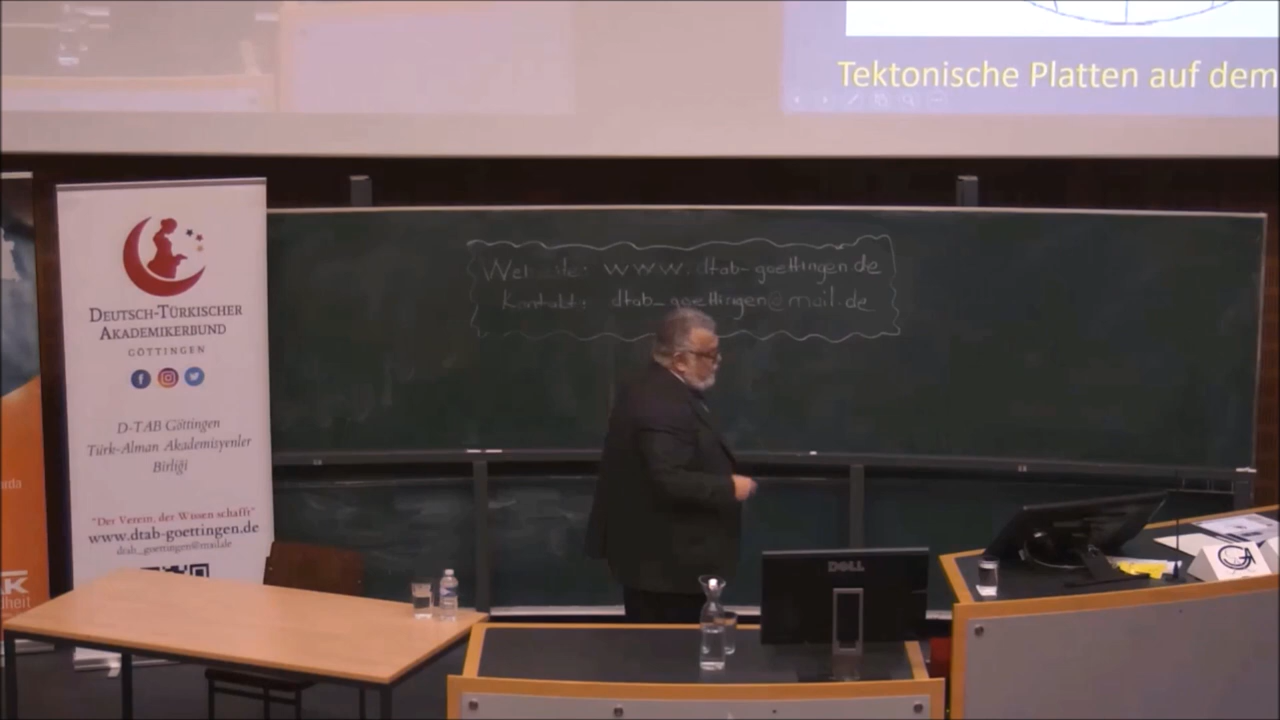 Tektonische Platten auf dem
DEUTSCH-TÜRKISCHER
AKADEMIKERBUND
GÖTTINGEN
D-TAB Göttingen
Türk-Alman Akademisyenler
Birliği
"Der Verein, der Wissen schafft"
www.dtab-goettingen.de
dtab_goettingen@mail.de
Webseite: www.dtab-goettingen.de
Kontakt: dtab_goettingen@mail.de
DELL